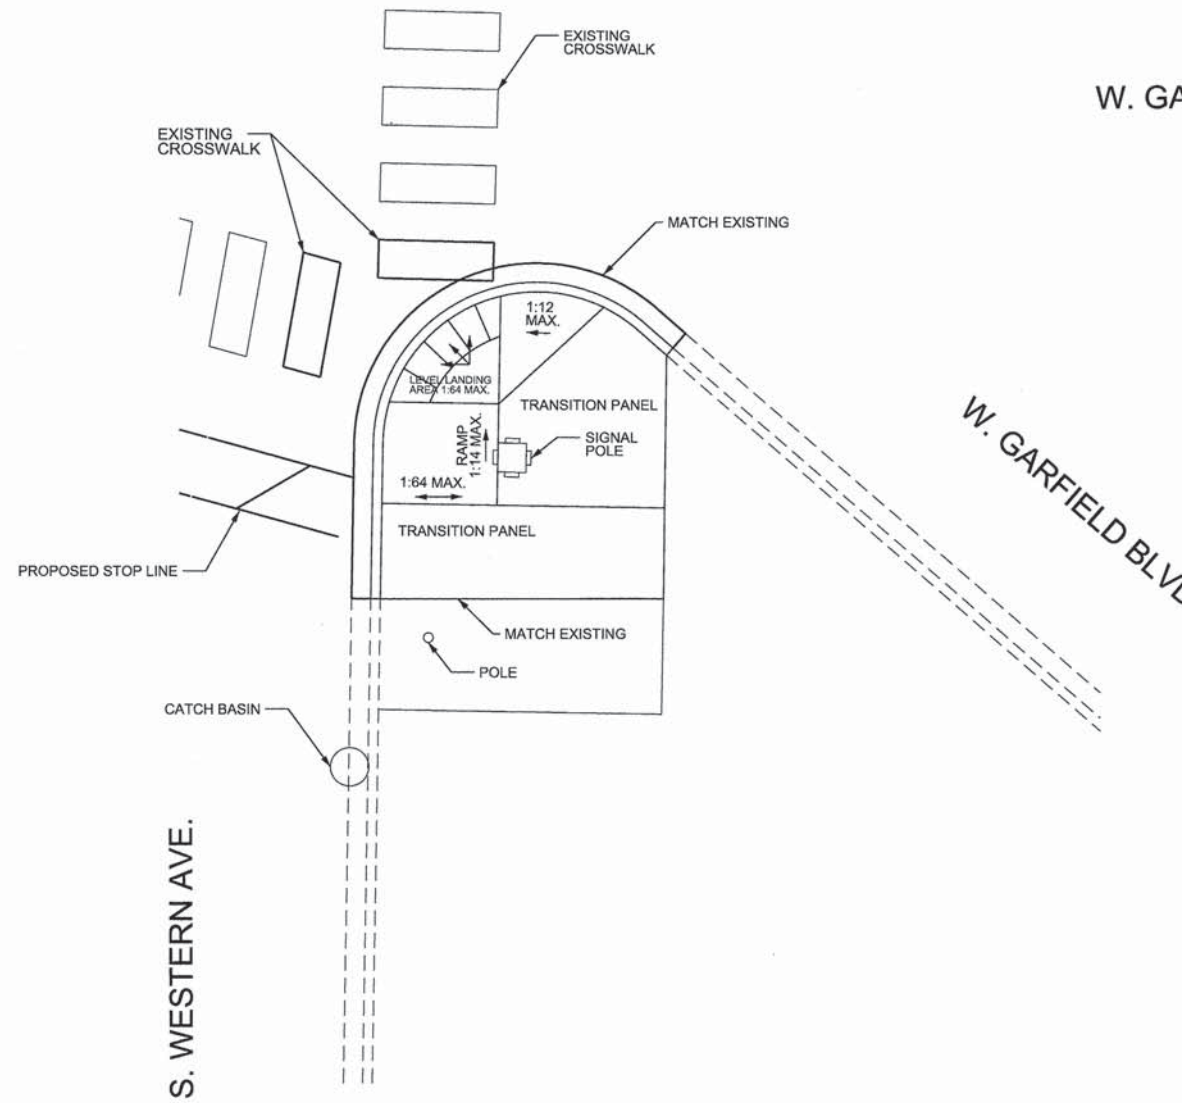 EXISTING
CROSSWALK
W. GA
EXISTING
CROSSWALK
MATCH EXISTING
1:12
MAX.
LEVEL LANDING
AREA 1:64 MAX.
TRANSITION PANEL
W. GARFIELD BLVD
RAMP
1:14 MAX.
SIGNAL
POLE
1:64 MAX.
TRANSITION PANEL
PROPOSED STOP LINE
MATCH EXISTING
POLE
CATCH BASIN
S. WESTERN AVE.